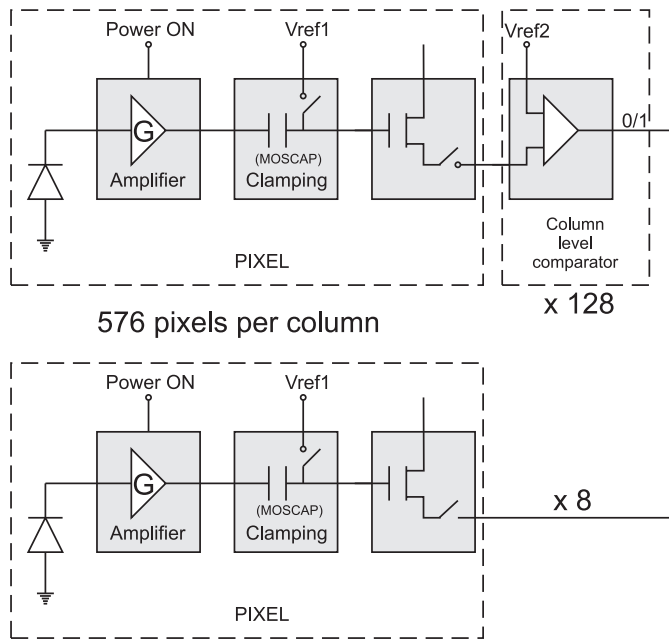 Power ON
Vref1
Vref2
G
0/1
(MOSCAP)
Amplifier
Clamping
PIXEL
Column
level
comparator
x 128
576 pixels per column
Power ON
Vref1
G
(MOSCAP)
Amplifier
Clamping
x 8
PIXEL